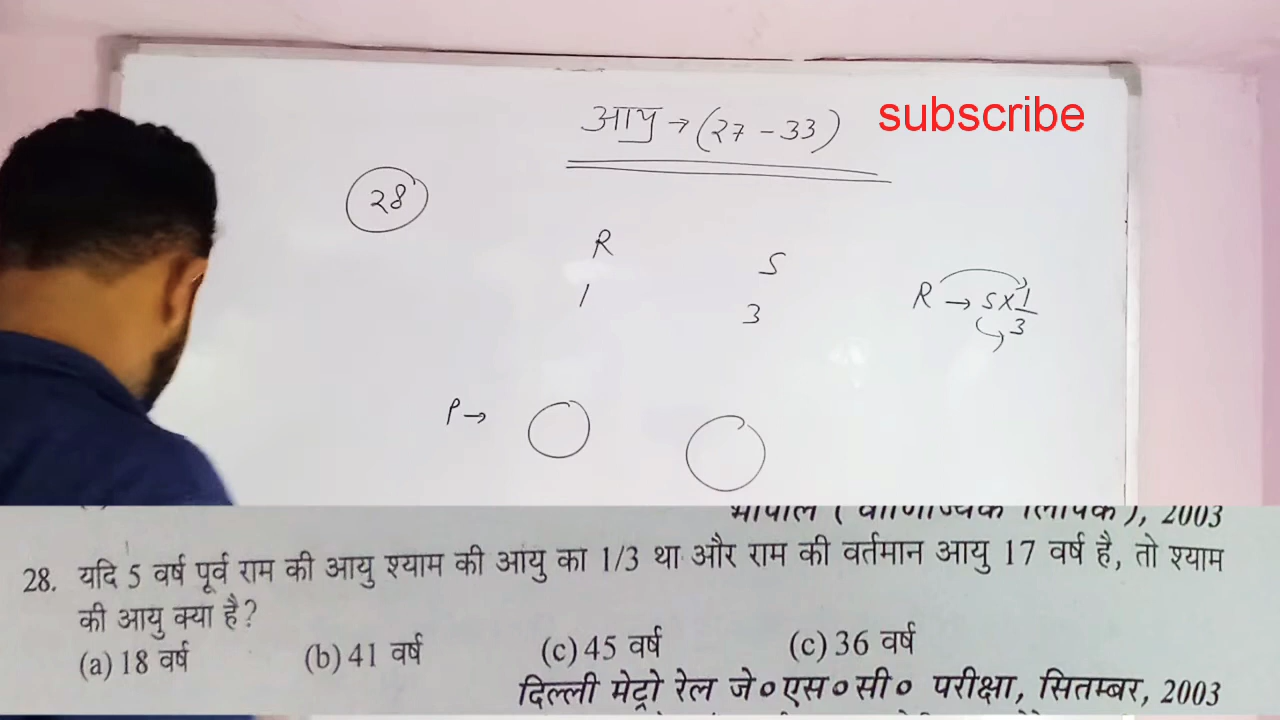 आयु → (27 - 33)
subscribe
28
R S
1 3
R → S x 1/3
P →
भोपाल ( वाणिज्यिक लिपिक ), 2003
28. यदि 5 वर्ष पूर्व राम की आयु श्याम की आयु का 1/3 था और राम की वर्तमान आयु 17 वर्ष है, तो श्याम
की आयु क्या है?
(a) 18 वर्ष (b) 41 वर्ष (c) 45 वर्ष (c) 36 वर्ष
दिल्ली मेट्रो रेल जे०एस०सी० परीक्षा, सितम्बर, 2003